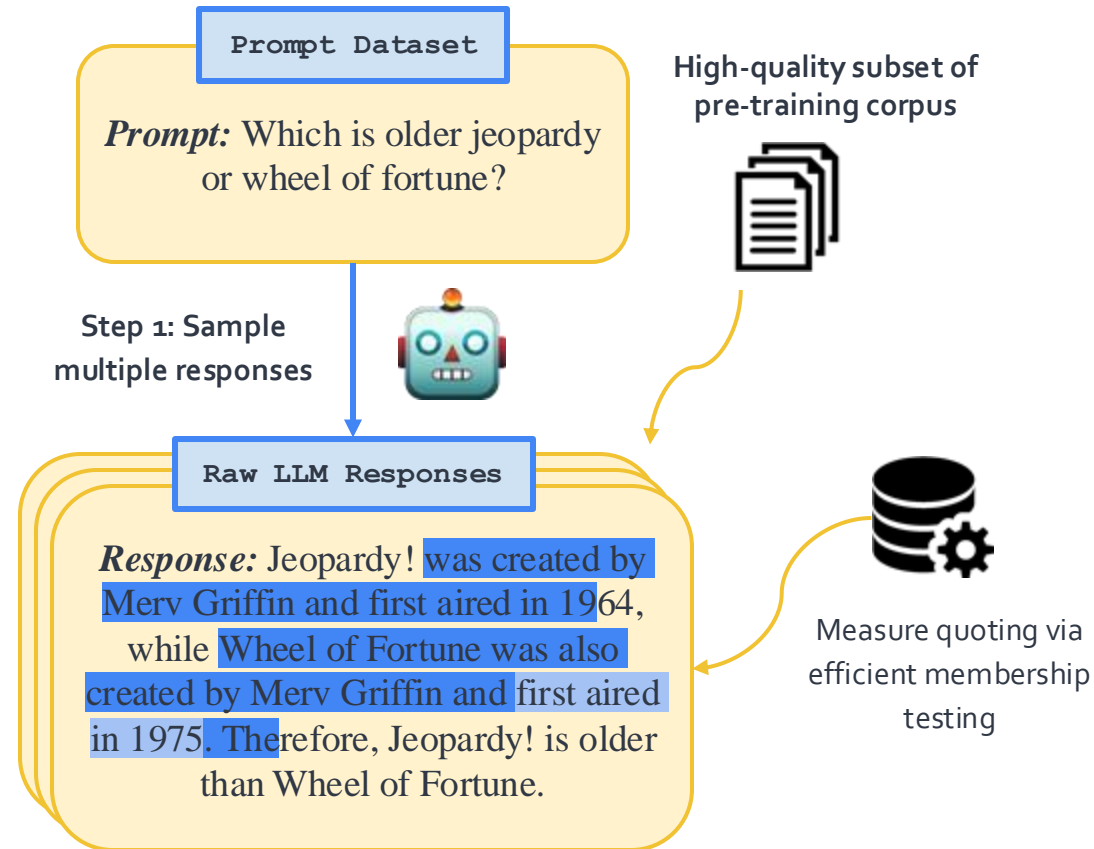 Prompt Dataset
Prompt: Which is older jeopardy
or wheel of fortune?
High-quality subset of
pre-training corpus
Step 1: Sample
multiple responses
Raw LLM Responses
Response: Jeopardy! was created by
Merv Griffin and first aired in 1964,
while Wheel of Fortune was also
created by Merv Griffin and first aired
in 1975. Therefore, Jeopardy! is older
than Wheel of Fortune.
Measure quoting via
efficient membership
testing